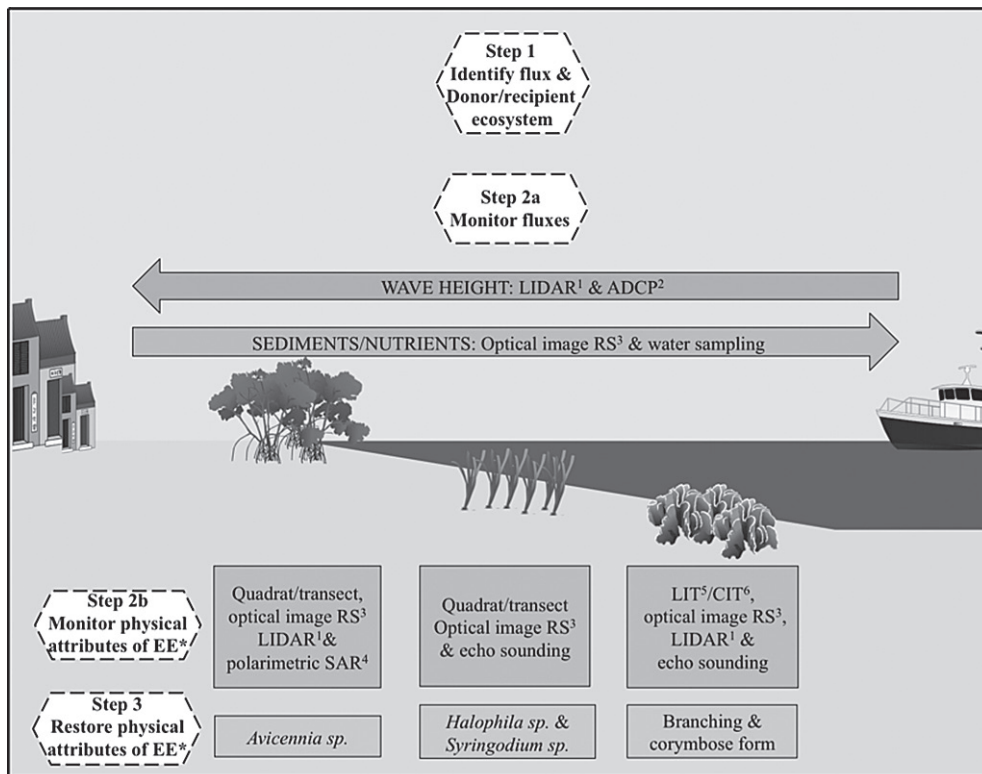 Step 1
Identify flux &
Donor/recipient
ecosystem
Step 2a
Monitor fluxes
WAVE HEIGHT: LIDAR¹ & ADCP²
SEDIMENTS/NUTRIENTS: Optical image RS³ & water sampling
Step 2b
Monitor physical
attributes of EE*
Quadrat/transect,
optical image RS³
LIDAR¹&
polarimetric SAR⁴
Quadrat/transect
Optical image RS³
& echo sounding
LIT⁵/CIT⁶,
optical image RS³,
LIDAR¹ &
echo sounding
Step 3
Restore physical
attributes of EE*
Avicennia sp.
Halophila sp. &
Syringodium sp.
Branching &
corymbose form